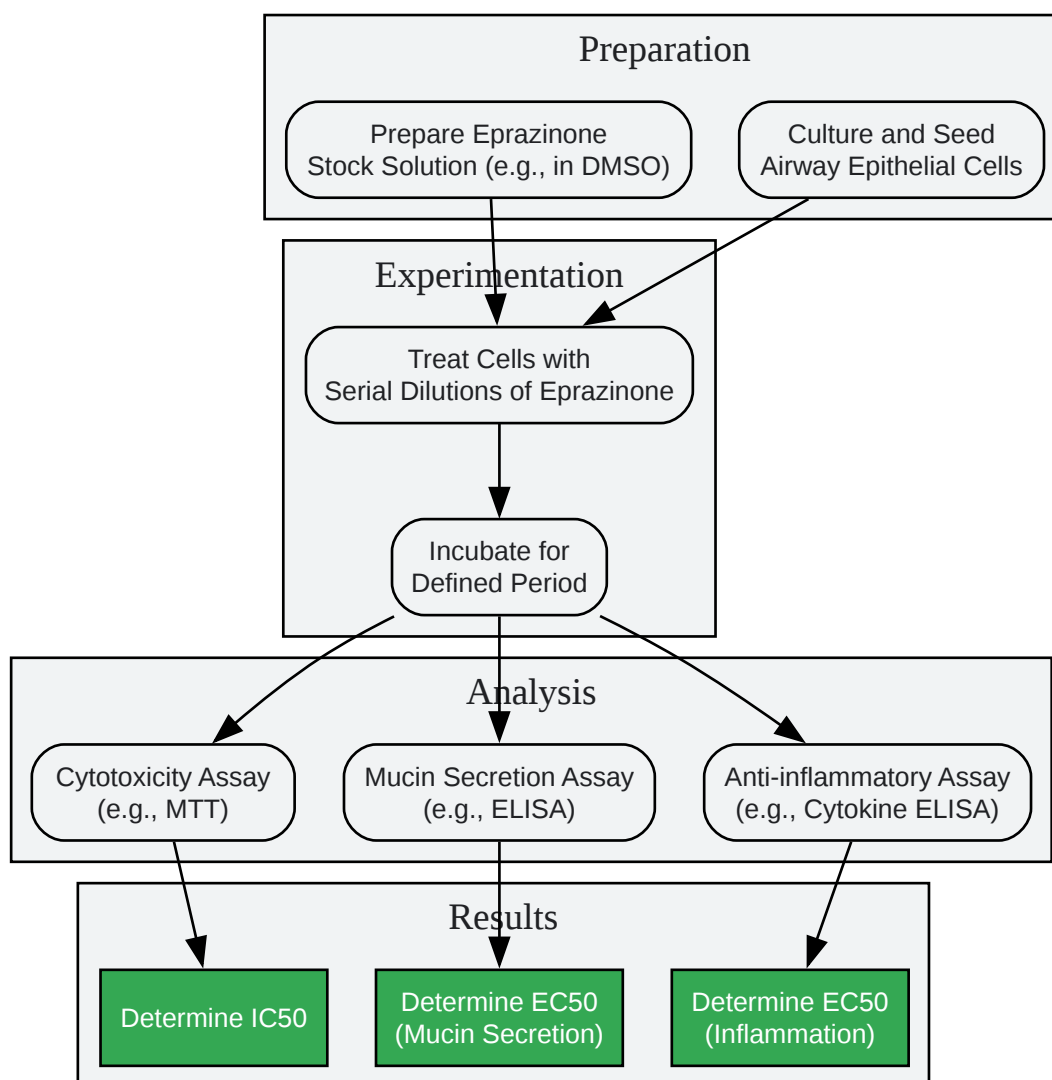 Preparation
Prepare Eprazinone
Stock Solution (e.g., in DMSO)
Culture and Seed
Airway Epithelial Cells
Experimentation
Treat Cells with
Serial Dilutions of Eprazinone
Incubate for
Defined Period
Analysis
Cytotoxicity Assay
(e.g., MTT)
Mucin Secretion Assay
(e.g., ELISA)
Anti-inflammatory Assay
(e.g., Cytokine ELISA)
Results
Determine IC50
Determine EC50
(Mucin Secretion)
Determine EC50
(Inflammation)